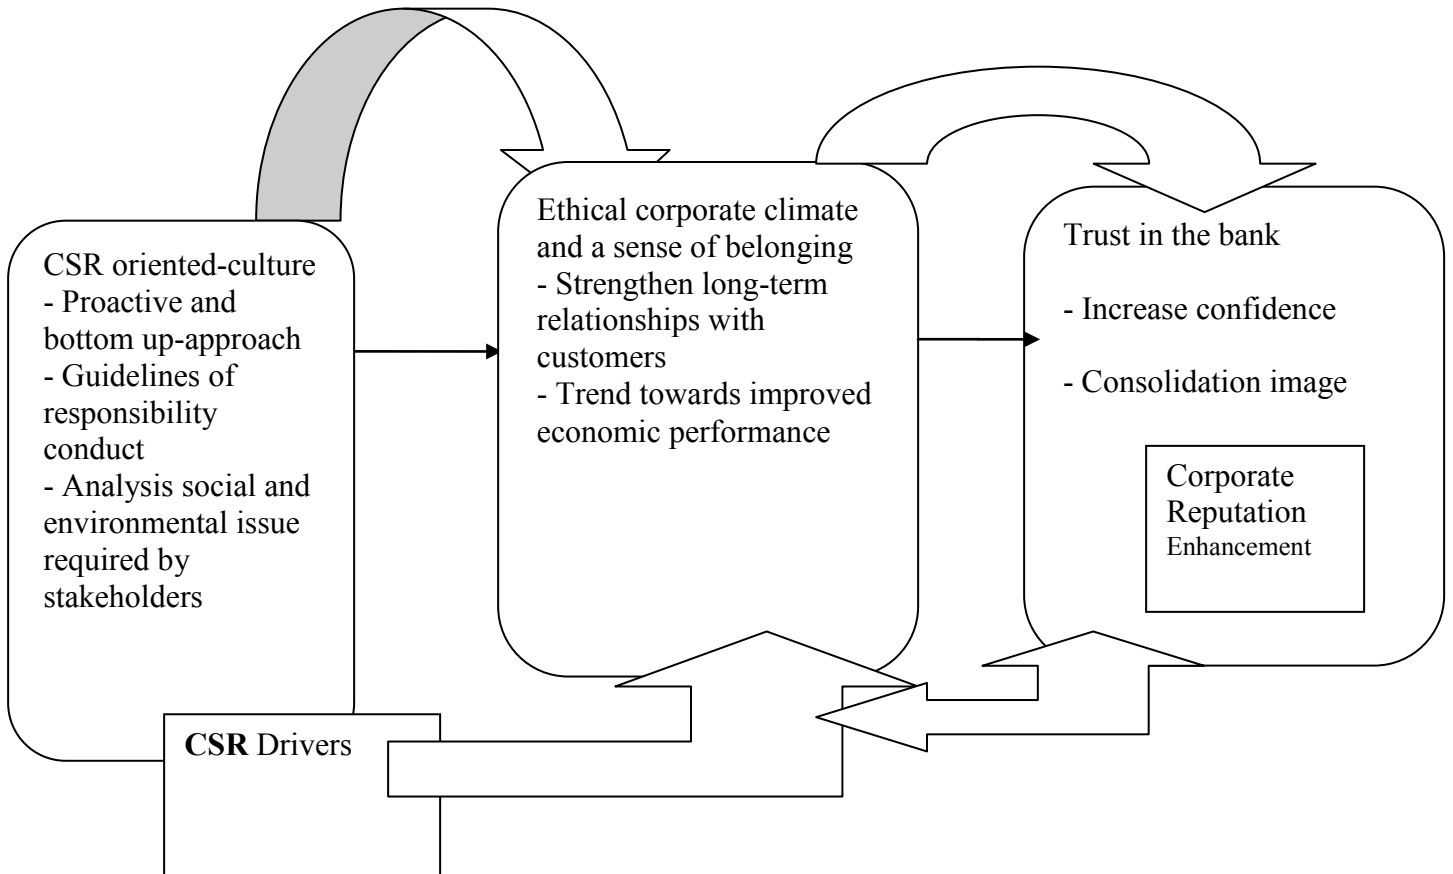 CSR oriented-culture
- Proactive and
bottom up-approach
- Guidelines of
responsibility
conduct
- Analysis social and
environmental issue
required by
stakeholders
CSR Drivers
Ethical corporate climate
and a sense of belonging
- Strengthen long-term
relationships with
customers
- Trend towards improved
economic performance
Trust in the bank
- Increase confidence
- Consolidation image
Corporate
Reputation
Enhancement